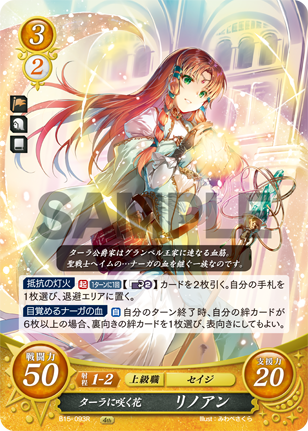 3
2
SAMPLE
ターラ公爵家はグランベル王家に連なる血筋。
聖戦士ヘイムの…ナーガの血を継ぐ一族なのです。
抵抗の灯火 起 1ターンに1回 【2】カードを2枚引く。自分の手札を
1枚選び、退避エリアに置く。
目覚めるナーガの血 自 自分のターン終了時、自分の絆カードが
6枚以上の場合、裏向きの絆カードを1枚選び、表向きにしてもよい。
戦闘力 50 射程 1-2 上級職 セイジ 支援力 20
ターラに咲く花 リノアン
B15-093R 4th Illust：あわべさくら